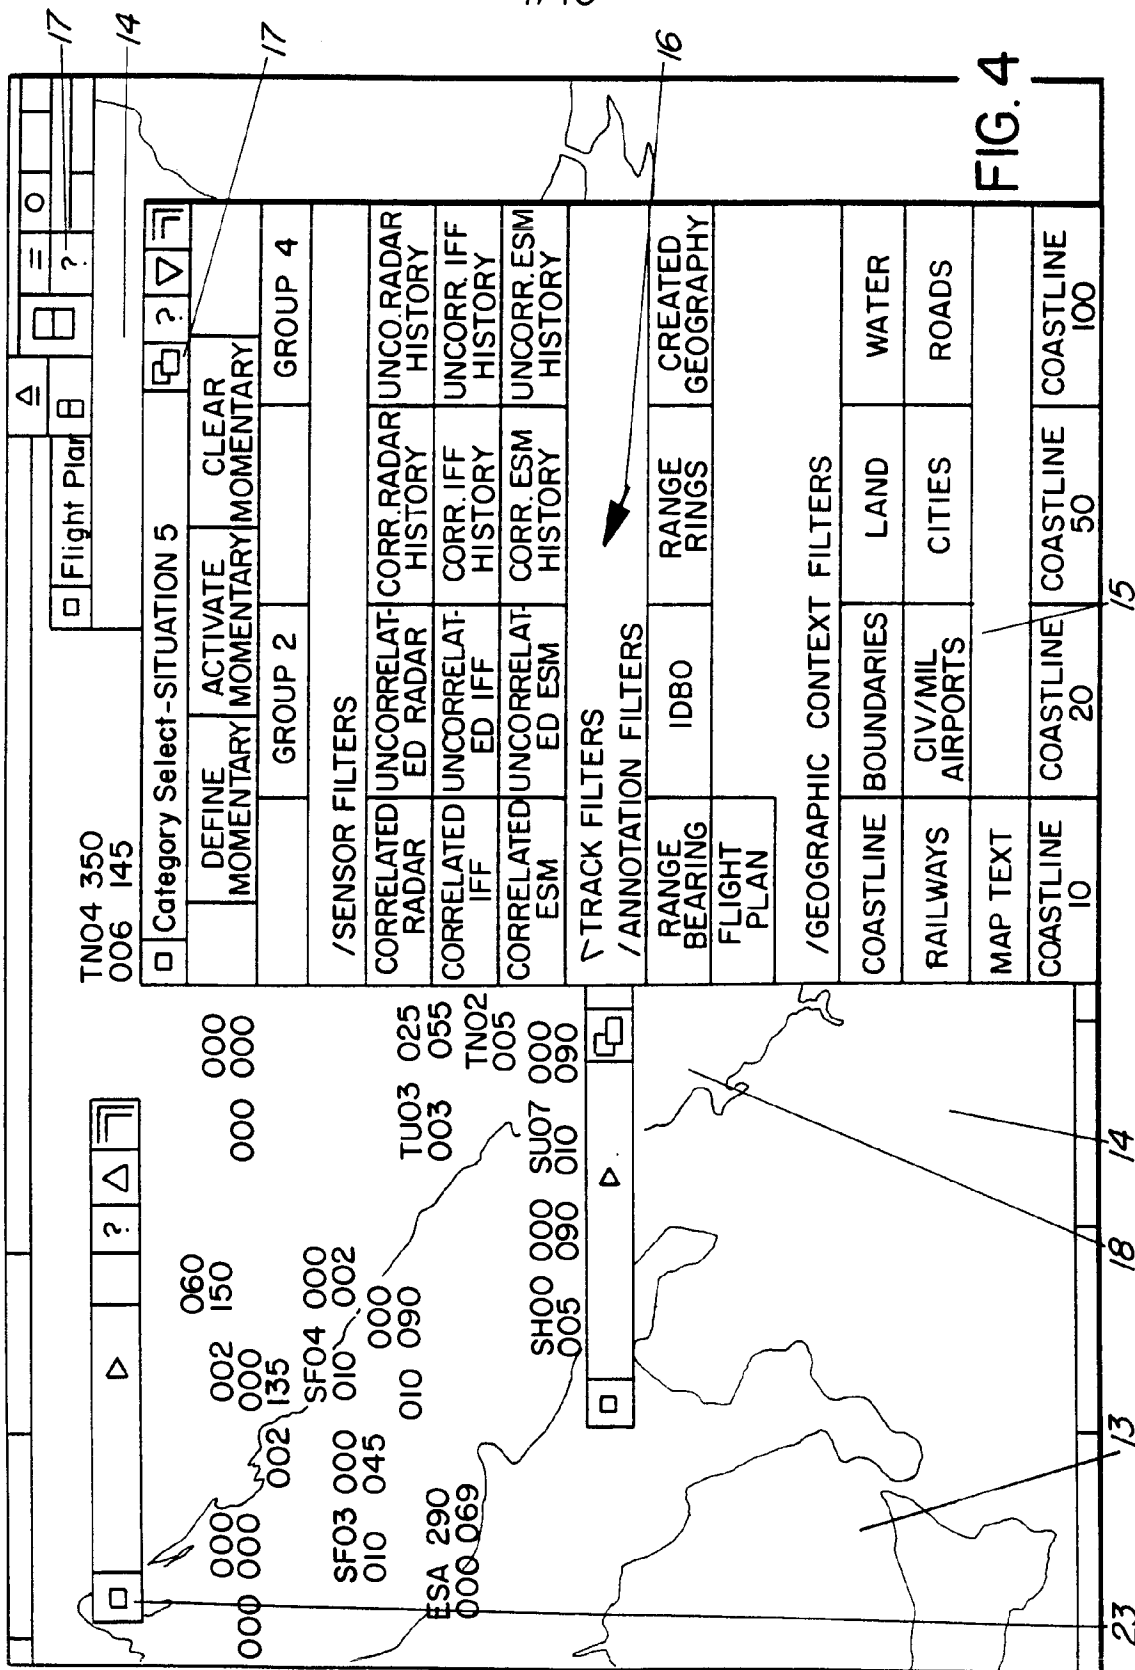 17
14
17
16
△ =
= ○
Flight Plan
?
TN04 350
006 145
Category Select-SITUATION 5
?
DEFINE MOMENTARY
ACTIVATE MOMENTARY
CLEAR MOMENTARY
GROUP 2
GROUP 4
/SENSOR FILTERS
CORRELATED RADAR
UNCORRELAT-
ED RADAR
CORR.RADAR HISTORY
UNCO.RADAR HISTORY
CORRELATED IFF
UNCORRELAT-
ED IFF
CORR.IFF HISTORY
UNCORR.IFF HISTORY
CORRELATED ESM
UNCORRELAT-
ED ESM
CORR.ESM HISTORY
UNCORR.ESM HISTORY
TRACK FILTERS
/ANNOTATION FILTERS
RANGE BEARING
IDBO
RANGE RINGS
CREATED GEOGRAPHY
FLIGHT PLAN
/GEOGRAPHIC CONTEXT FILTERS
COASTLINE
BOUNDARIES
LAND
WATER
RAILWAYS
CIV/MIL AIRPORTS
CITIES
ROADS
MAP TEXT
COASTLINE 10
COASTLINE 20
COASTLINE 50
COASTLINE 100
?
060
150
000
000 000
000
000 000
002
000
135
002
SF04 000
010 002
SF03 000
010 045
000
010 090
TU03 025
003 055
TN02
005
ESA 290
000 069
SH00 000
005 090
SU07 000
010 090
23
13
18
14
15
FIG. 4